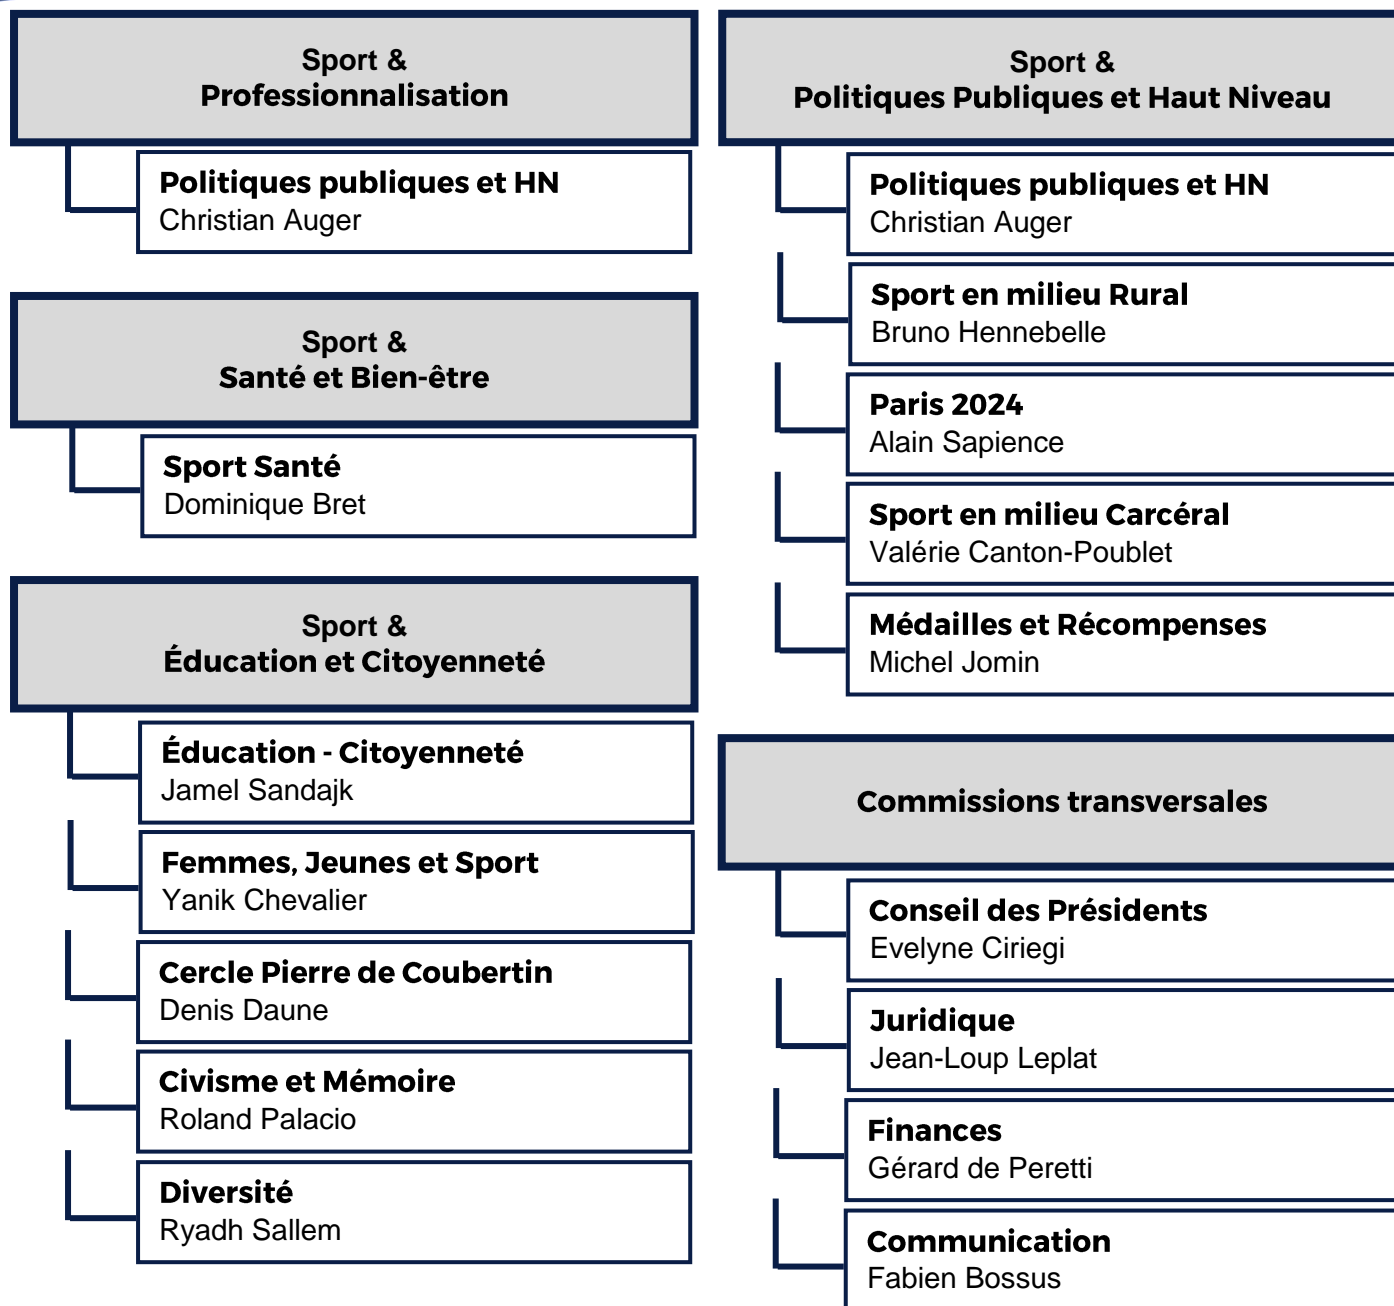 Sport &
Professionnalisation
Politiques publiques et HN
Christian Auger
Sport &
Santé et Bien-être
Sport Santé
Dominique Bret
Sport &
Éducation et Citoyenneté
Éducation - Citoyenneté
Jamel Sandajk
Femmes, Jeunes et Sport
Yanik Chevalier
Cercle Pierre de Coubertin
Denis Daune
Civisme et Mémoire
Roland Palacio
Diversité
Ryadh Sallem
Sport &
Politiques Publiques et Haut Niveau
Politiques publiques et HN
Christian Auger
Sport en milieu Rural
Bruno Hennebelle
Paris 2024
Alain Sapience
Sport en milieu Carcéral
Valérie Canton-Poublet
Médailles et Récompenses
Michel Jomin
Commissions transversales
Conseil des Présidents
Evelyne Ciriegi
Juridique
Jean-Loup Leplat
Finances
Gérard de Peretti
Communication
Fabien Bossus